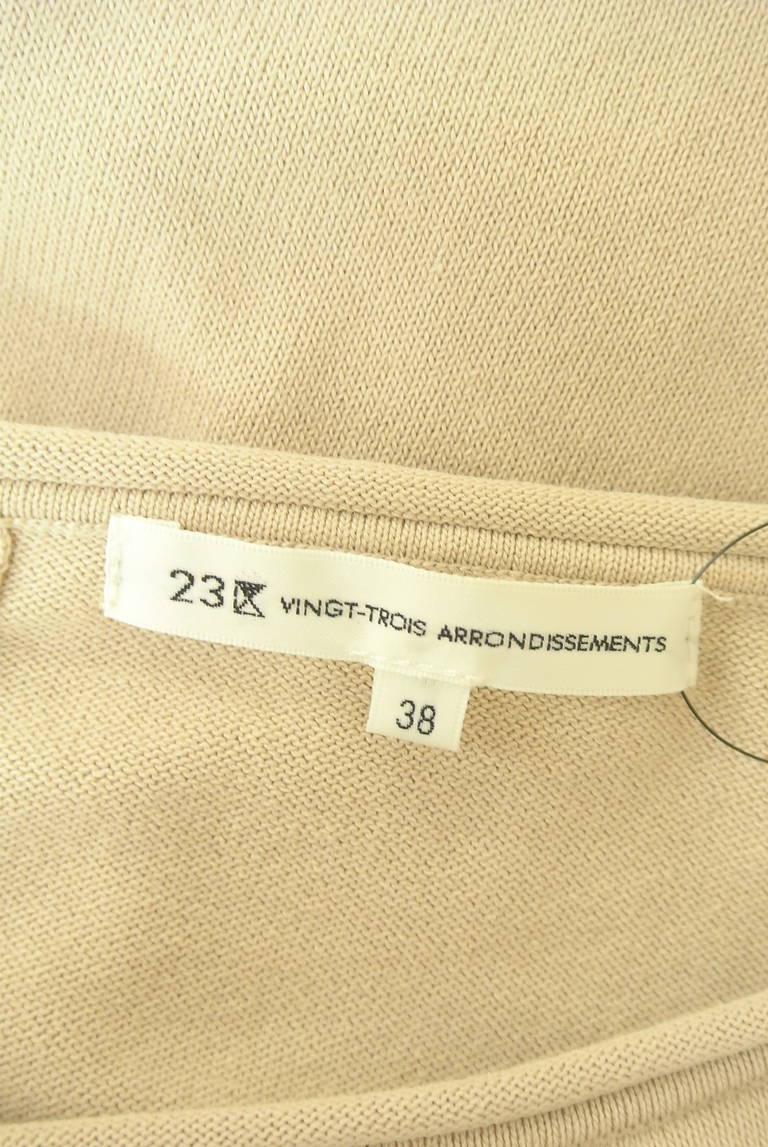 23区 VINGT-TROIS ARRONDISSEMENTS
38